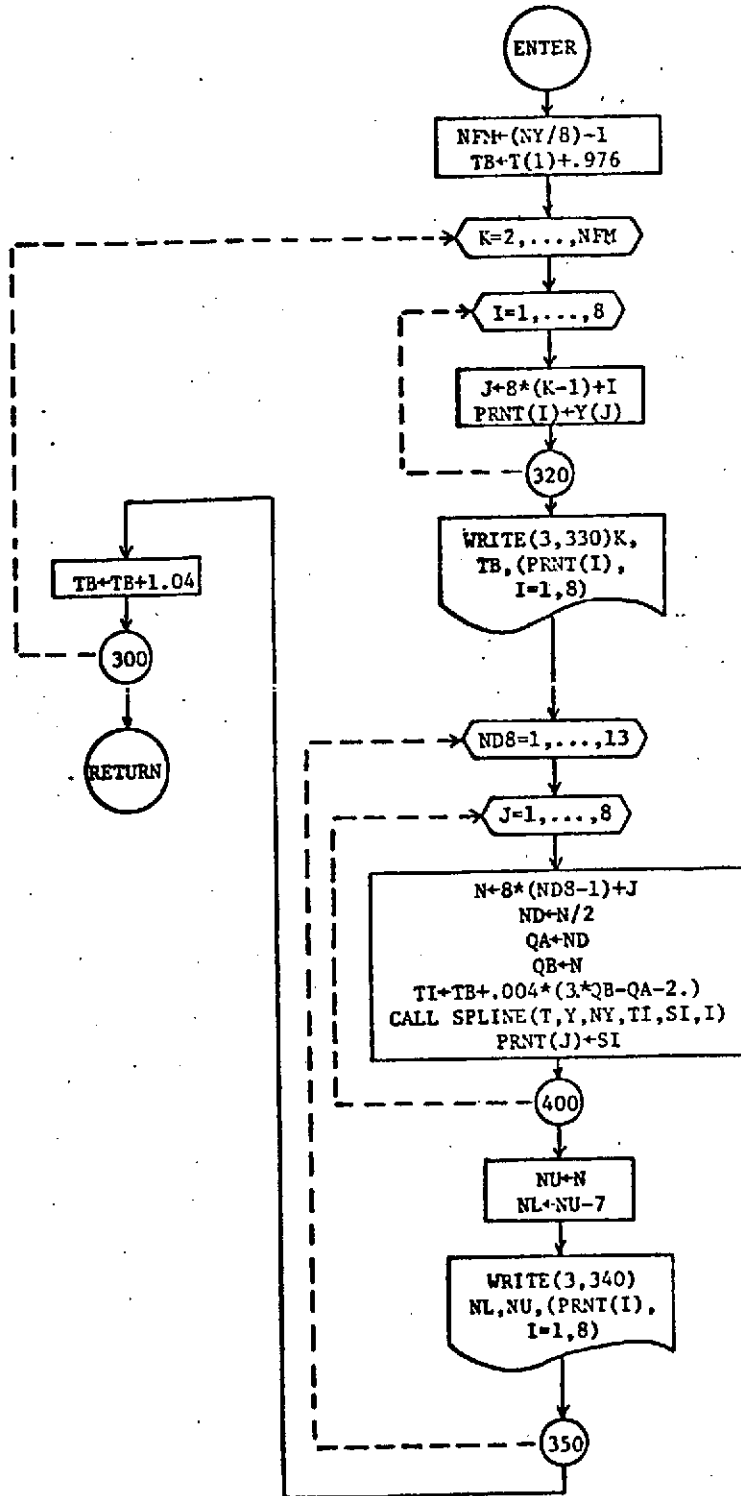 ENTER
NFM←(NY/8)-1
TB←T(1)+.976
K=2,...,NFM
I=1,...,8
J←8*(K-1)+I
PRNT(I)←Y(J)
320
WRITE(3,330)K,
TB,(PRNT(I),
I=1,8)
TB←TB+1.04
300
RETURN
ND8=1,...,13
J=1,...,8
N←8*(ND8-1)+J
ND←N/2
QA←ND
QB←N
TI←TB+.004*(3.*QB-QA-2.)
CALL SPLINE(T,Y,NY,TI,SI,I)
PRNT(J)←SI
400
NU←N
NL←NU-7
WRITE(3,340)
NL,NU,(PRNT(I),
I=1,8)
350